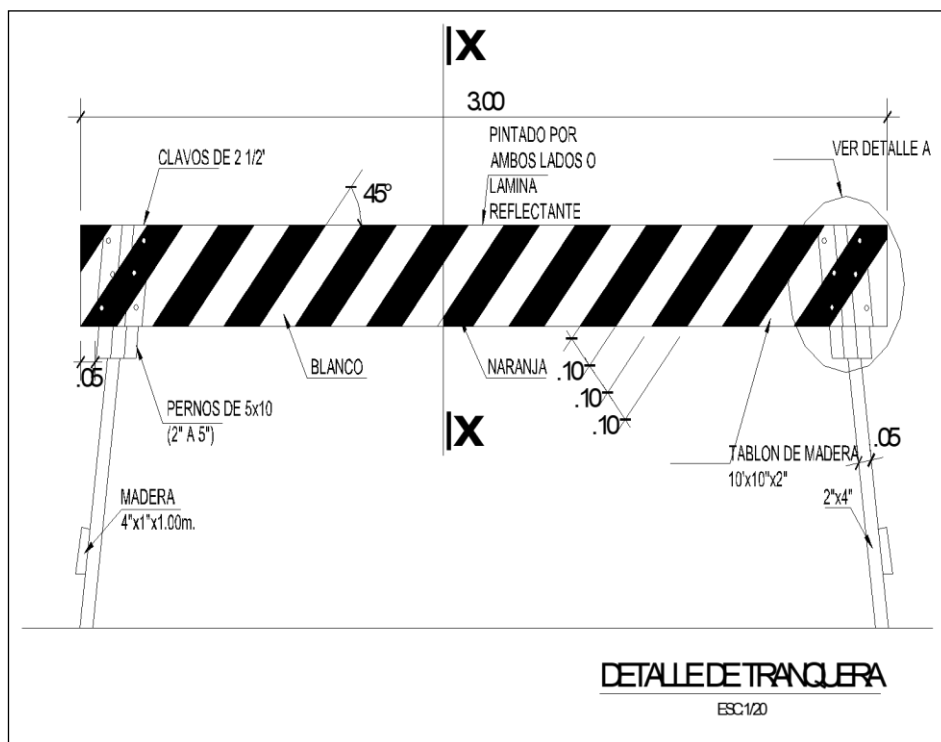 X
3.00
CLAVOS DE 2 1/2'
45°
PINTADO POR
AMBOS LADOS O
LAMINA
REFLECTANTE
VER DETALLE A
BLANCO
NARANJA
.05
.10
.10
.10
PERNOS DE 5x10
(2" A 5")
X
TABLON DE MADERA
10'x10"x2"
.05
MADERA
4"x1"x1.00m.
2"x4"
DETALLE DE TRANQUERA
ESC:1/20